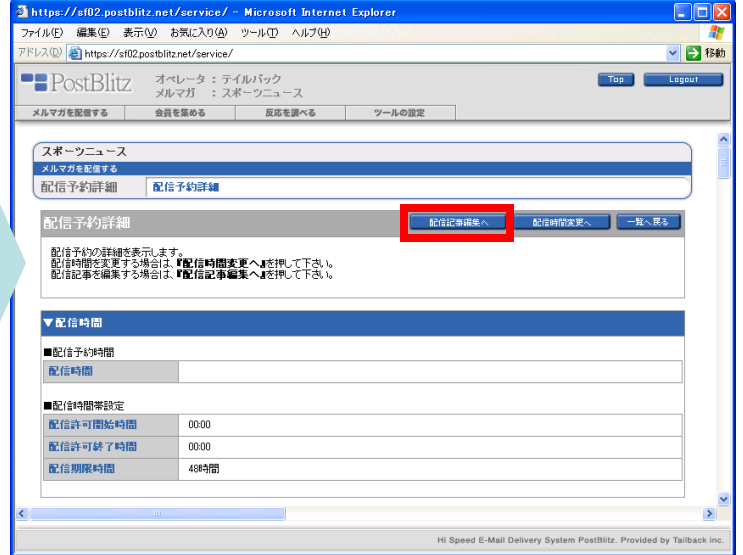 https://sf02.postblitz.net/service/ - Microsoft Internet Explorer
ファイル(F) 編集(E) 表示(V) お気に入り(A) ツール(T) ヘルプ(H)
アドレス(D) https://sf02.postblitz.net/service/ 移動
PostBlitz オペレータ : テイルバック
メルマガ : スポーツニュース
Top Logout
メルマガを配信する 会員を集める 反応を調べる ツールの設定
スポーツニュース
メルマガを配信する
配信予約詳細 配信予約詳細
配信予約詳細 配信記事編集へ 配信時間変更へ 一覧へ戻る
配信予約の詳細を表示します。
配信時間を変更する場合は、『配信時間変更へ』を押して下さい。
配信記事を編集する場合は、『配信記事編集へ』を押して下さい。
▼配信時間
■配信予約時間
配信時間
■配信時間帯設定
配信許可開始時間 00:00
配信許可終了時間 00:00
配信期限時間 48時間
Hi Speed E-Mail Delivery System PostBlitz. Provided by Tailback inc.